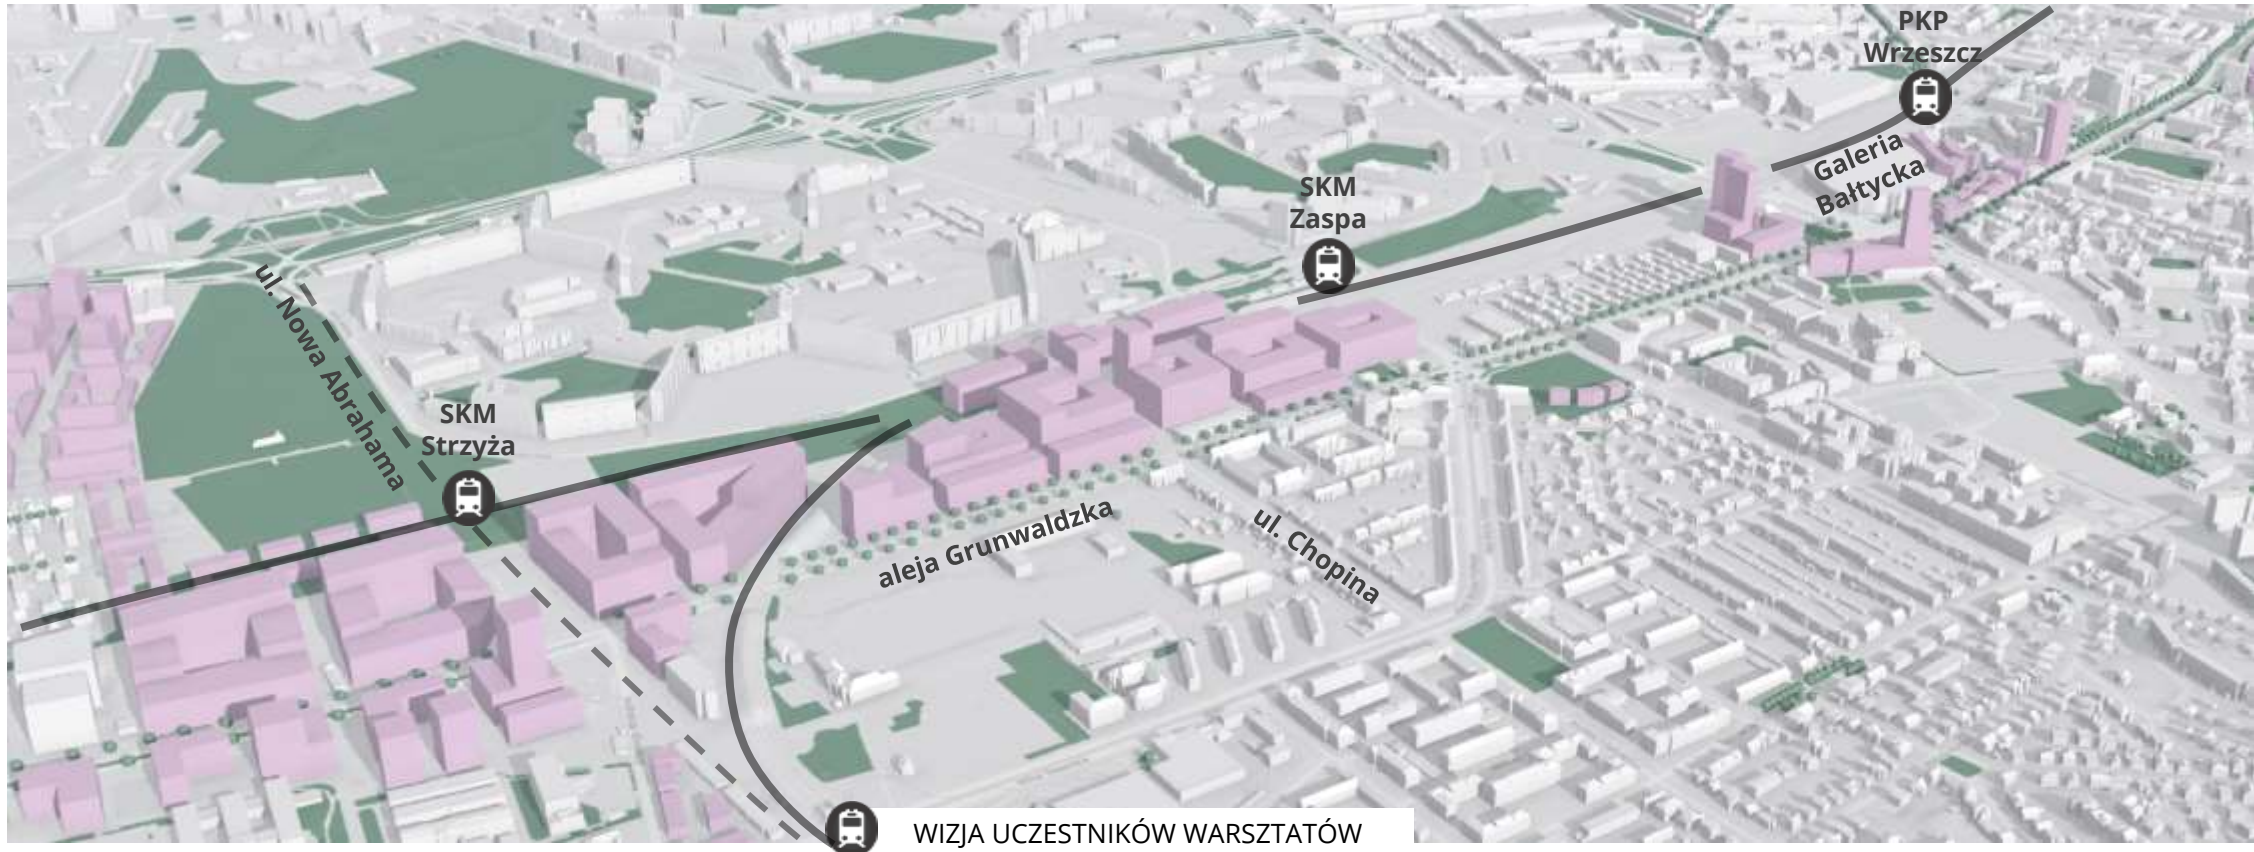 PKP
Wrzeszcz
Galeria
Bałtycka
SKM
Zaspa
ul. Nowa Abrahama
SKM
Strzyża
aleja Grunwaldzka
ul. Chopina
WIZJA UCZESTNIKÓW WARSZTATÓW